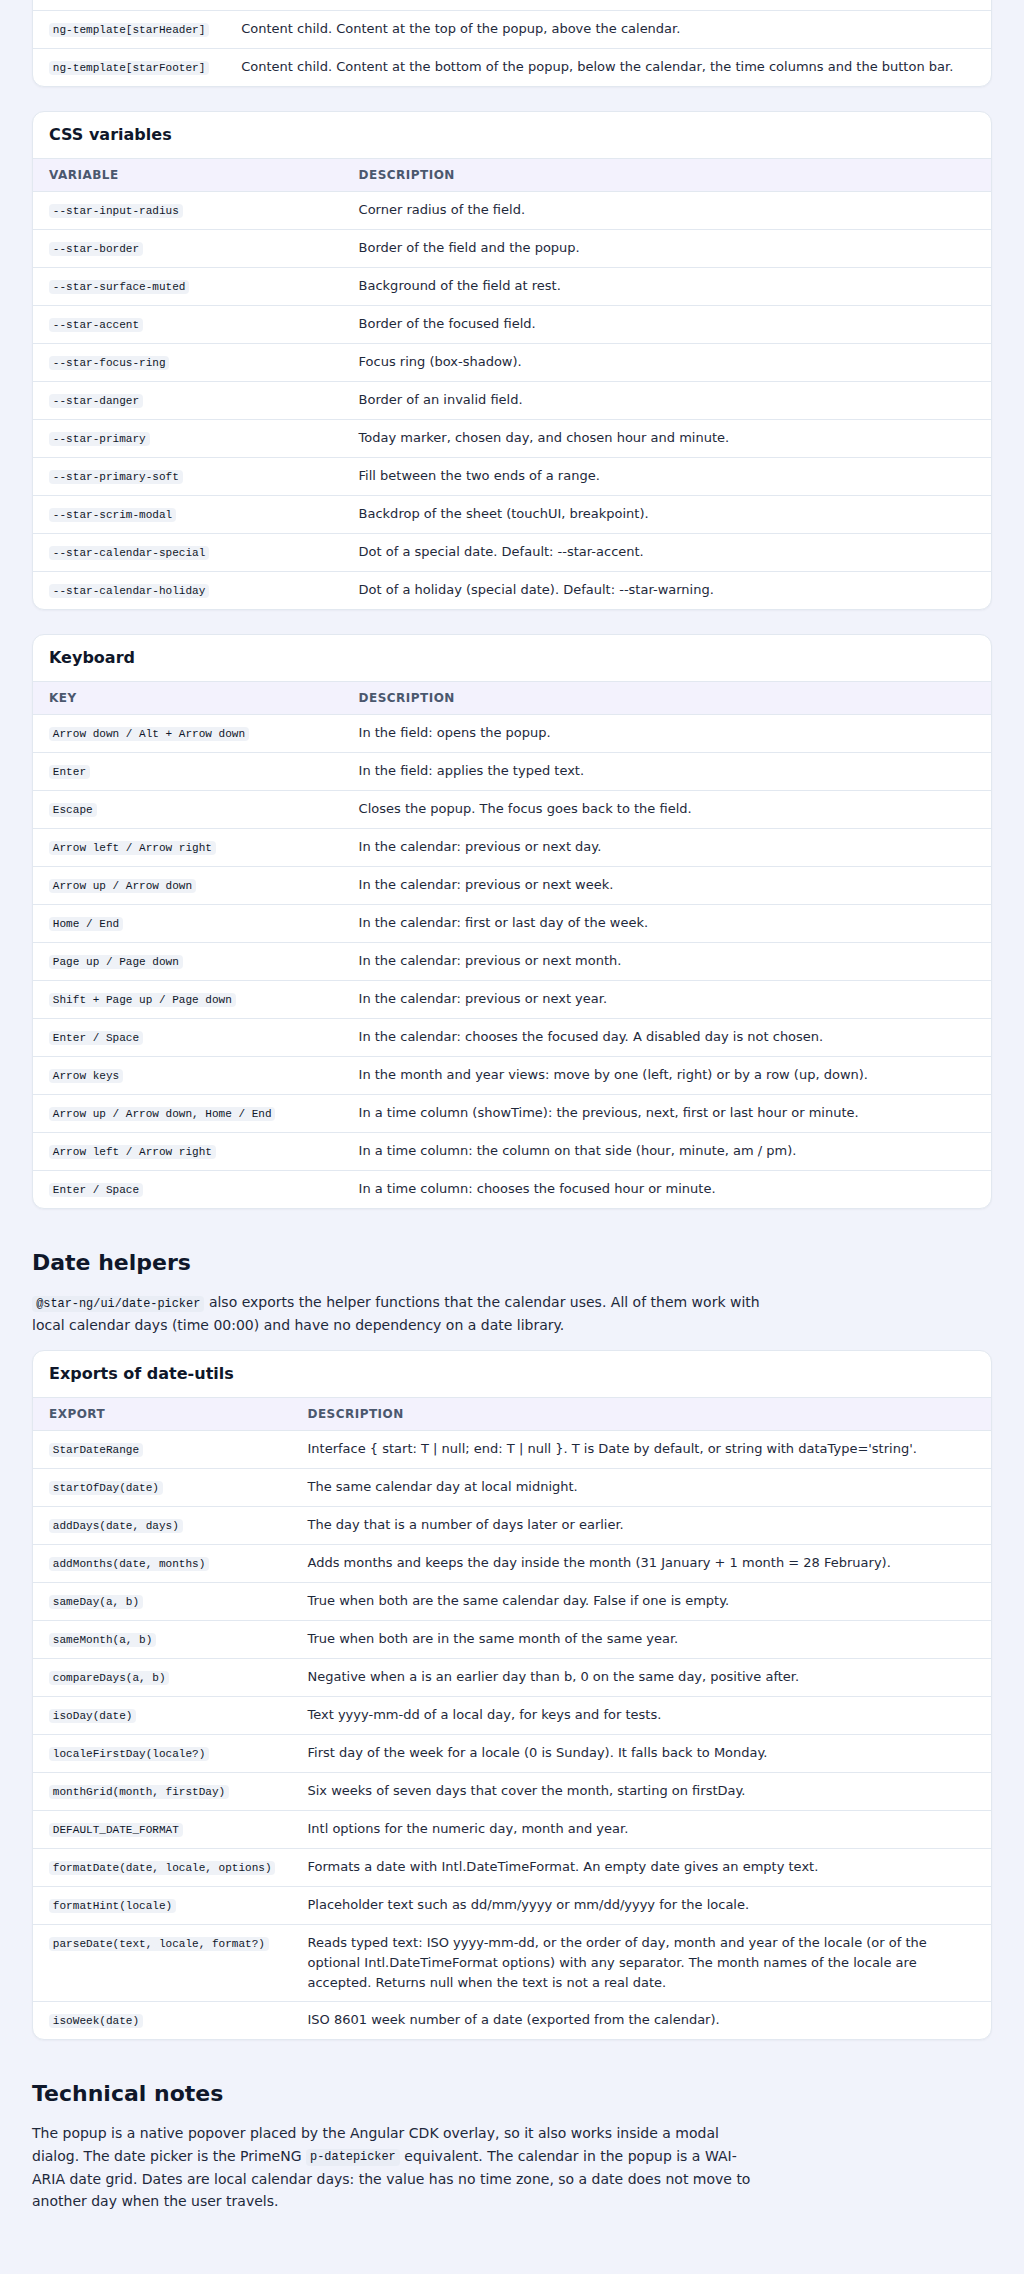 ng-template[starHeader] Content child. Content at the top of the popup, above the calendar.
ng-template[starFooter] Content child. Content at the bottom of the popup, below the calendar, the time columns and the button bar.
CSS variables
VARIABLE DESCRIPTION
--star-input-radius Corner radius of the field.
--star-border Border of the field and the popup.
--star-surface-muted Background of the field at rest.
--star-accent Border of the focused field.
--star-focus-ring Focus ring (box-shadow).
--star-danger Border of an invalid field.
--star-primary Today marker, chosen day, and chosen hour and minute.
--star-primary-soft Fill between the two ends of a range.
--star-scrim-modal Backdrop of the sheet (touchUI, breakpoint).
--star-calendar-special Dot of a special date. Default: --star-accent.
--star-calendar-holiday Dot of a holiday (special date). Default: --star-warning.
Keyboard
KEY DESCRIPTION
Arrow down / Alt + Arrow down In the field: opens the popup.
Enter In the field: applies the typed text.
Escape Closes the popup. The focus goes back to the field.
Arrow left / Arrow right In the calendar: previous or next day.
Arrow up / Arrow down In the calendar: previous or next week.
Home / End In the calendar: first or last day of the week.
Page up / Page down In the calendar: previous or next month.
Shift + Page up / Page down In the calendar: previous or next year.
Enter / Space In the calendar: chooses the focused day. A disabled day is not chosen.
Arrow keys In the month and year views: move by one (left, right) or by a row (up, down).
Arrow up / Arrow down, Home / End In a time column (showTime): the previous, next, first or last hour or minute.
Arrow left / Arrow right In a time column: the column on that side (hour, minute, am / pm).
Enter / Space In a time column: chooses the focused hour or minute.
Date helpers
@star-ng/ui/date-picker also exports the helper functions that the calendar uses. All of them work with
local calendar days (time 00:00) and have no dependency on a date library.
Exports of date-utils
EXPORT DESCRIPTION
StarDateRange Interface { start: T | null; end: T | null }. T is Date by default, or string with dataType='string'.
startOfDay(date) The same calendar day at local midnight.
addDays(date, days) The day that is a number of days later or earlier.
addMonths(date, months) Adds months and keeps the day inside the month (31 January + 1 month = 28 February).
sameDay(a, b) True when both are the same calendar day. False if one is empty.
sameMonth(a, b) True when both are in the same month of the same year.
compareDays(a, b) Negative when a is an earlier day than b, 0 on the same day, positive after.
isoDay(date) Text yyyy-mm-dd of a local day, for keys and for tests.
localeFirstDay(locale?) First day of the week for a locale (0 is Sunday). It falls back to Monday.
monthGrid(month, firstDay) Six weeks of seven days that cover the month, starting on firstDay.
DEFAULT_DATE_FORMAT Intl options for the numeric day, month and year.
formatDate(date, locale, options) Formats a date with Intl.DateTimeFormat. An empty date gives an empty text.
formatHint(locale) Placeholder text such as dd/mm/yyyy or mm/dd/yyyy for the locale.
parseDate(text, locale, format?) Reads typed text: ISO yyyy-mm-dd, or the order of day, month and year of the locale (or of the
optional Intl.DateTimeFormat options) with any separator. The month names of the locale are
accepted. Returns null when the text is not a real date.
isoWeek(date) ISO 8601 week number of a date (exported from the calendar).
Technical notes
The popup is a native popover placed by the Angular CDK overlay, so it also works inside a modal
dialog. The date picker is the PrimeNG p-datepicker equivalent. The calendar in the popup is a WAI-
ARIA date grid. Dates are local calendar days: the value has no time zone, so a date does not move to
another day when the user travels.